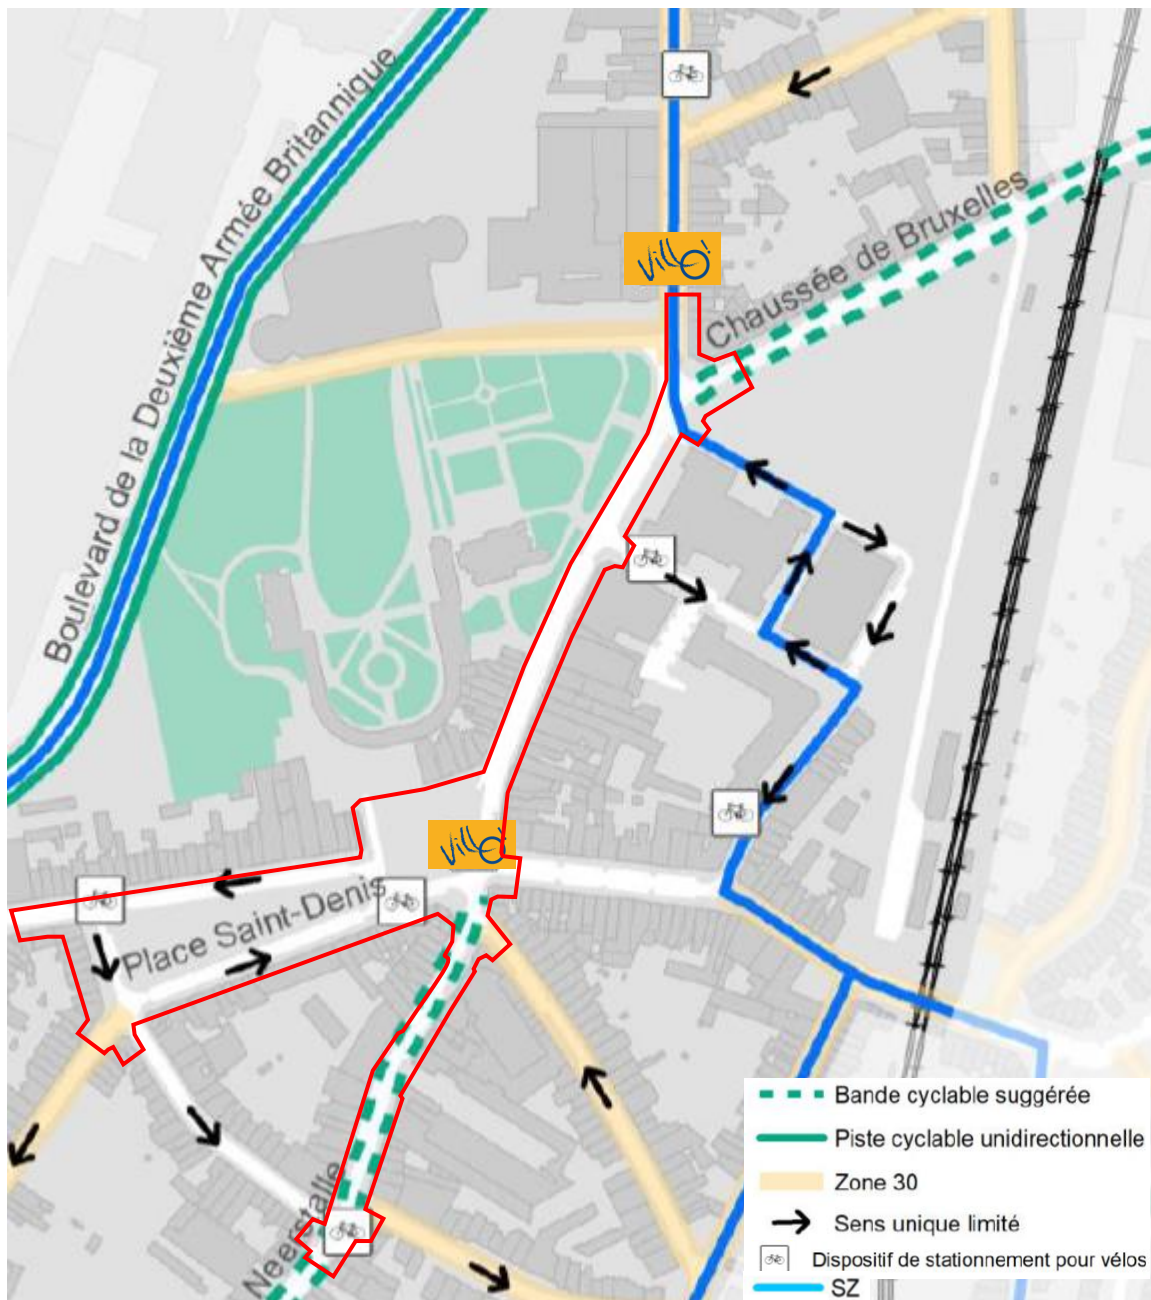 Boulevard de la Deuxième Armée Britannique
Villo!
Chaussée de Bruxelles
Villo!
Place Saint-Denis
Neerstalle
Bande cyclable suggérée
Piste cyclable unidirectionnelle
Zone 30
Sens unique limité
Dispositif de stationnement pour vélos
SZ